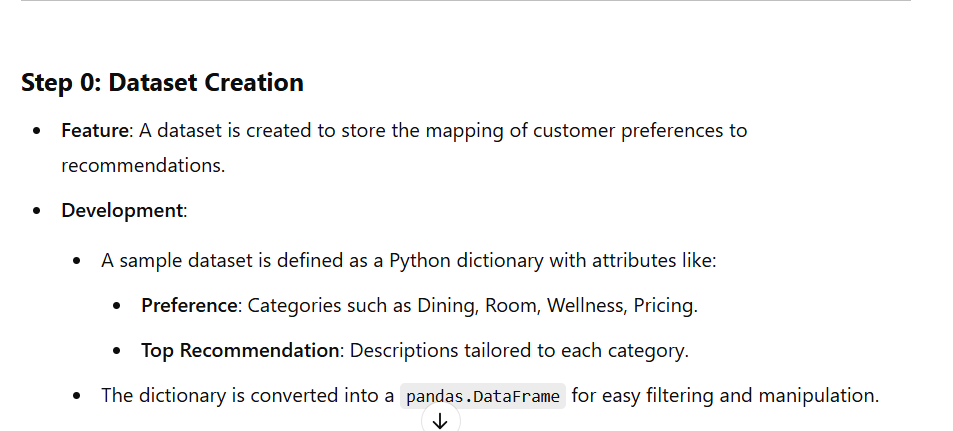 Step 0: Dataset Creation
Feature: A dataset is created to store the mapping of customer preferences to
recommendations.
Development:
A sample dataset is defined as a Python dictionary with attributes like:
Preference: Categories such as Dining, Room, Wellness, Pricing.
Top Recommendation: Descriptions tailored to each category.
The dictionary is converted into a pandas.DataFrame for easy filtering and manipulation.